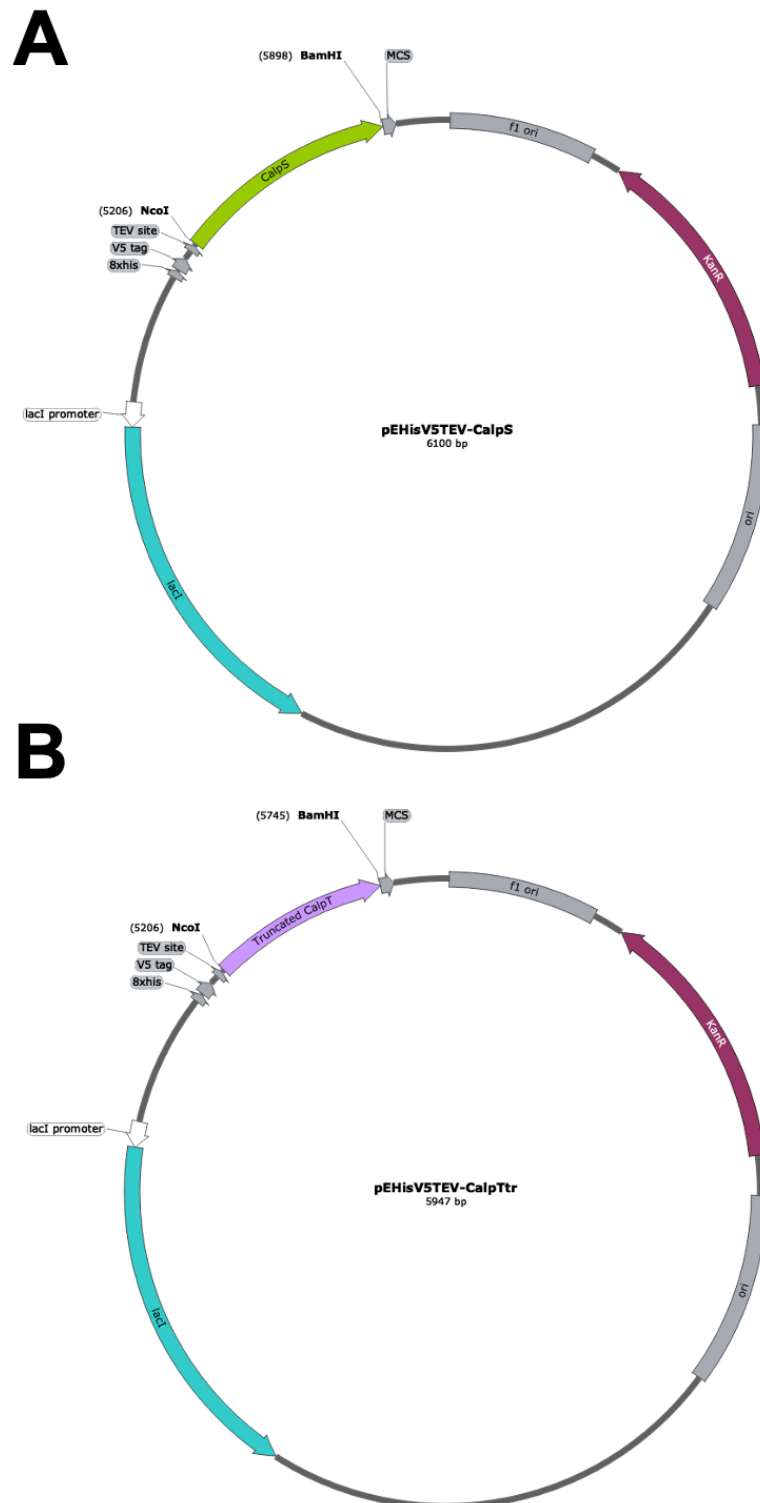 A
(5898) BamHI
MCS
f1 ori
CalpS
(5206) NcoI
TEV site
V5 tag
8xhis
KanR
lacI promoter
pEHisV5TEV-CalpS
6100 bp
ori
lacI
B
(5745) BamHI
MCS
f1 ori
Truncated CalpT
(5206) NcoI
TEV site
V5 tag
8xhis
KanR
lacI promoter
pEHisV5TEV-CalpTtr
5947 bp
ori
lacI